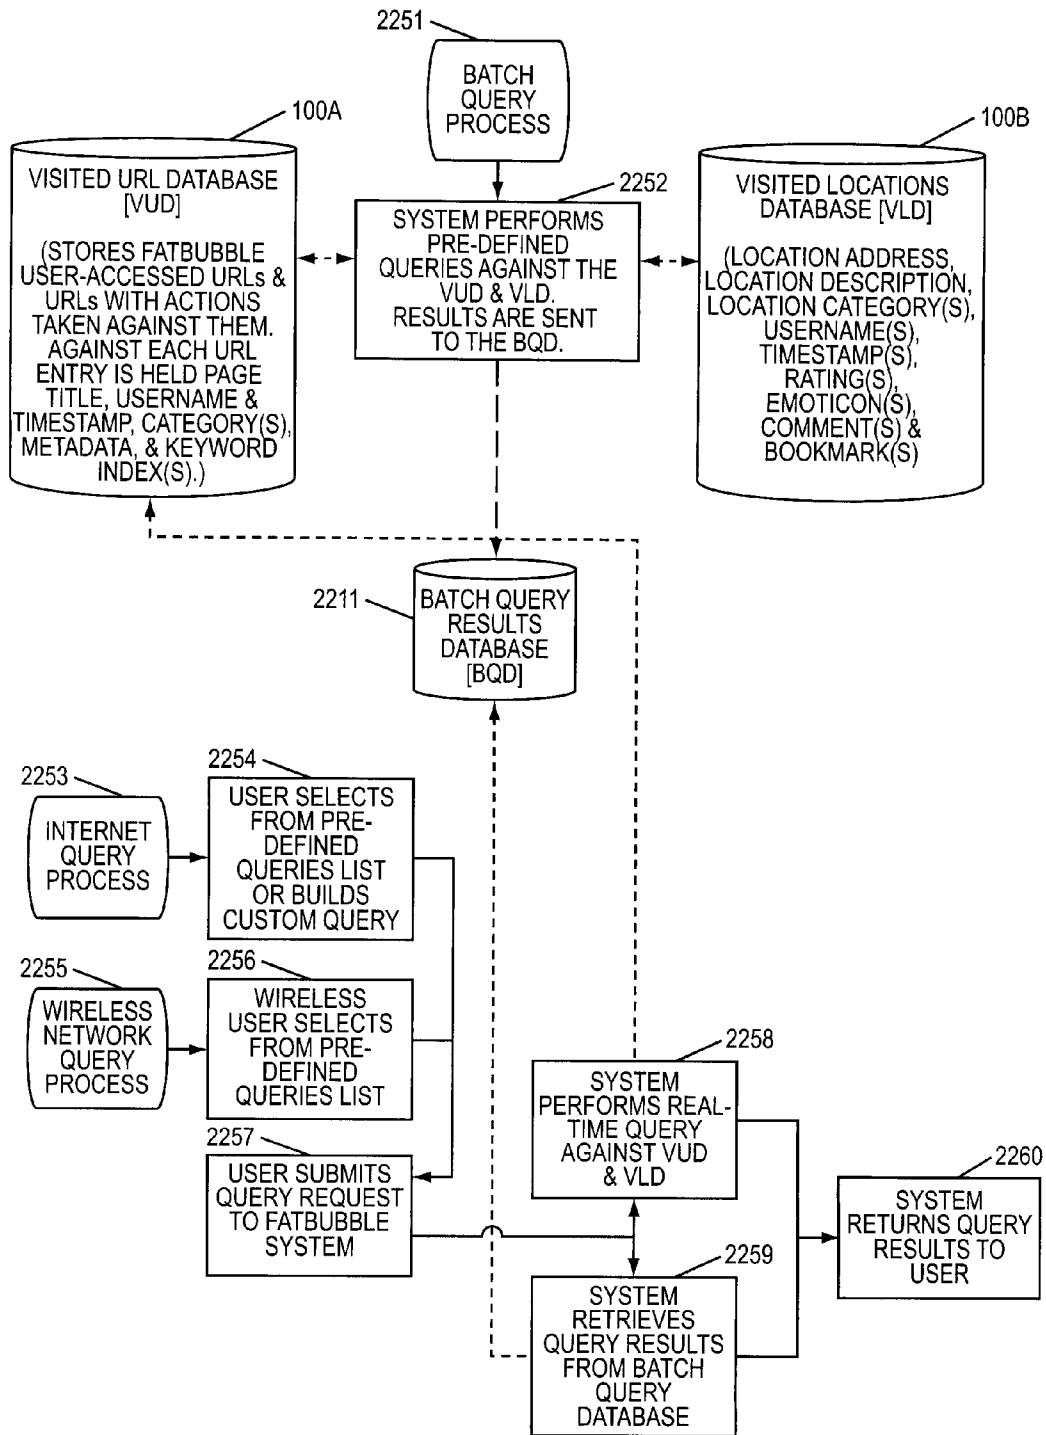 2251
BATCH
QUERY
PROCESS
100A
VISITED URL DATABASE
[VUD]
(STORES FATBUBBLE
USER-ACCESSED URLs &
URLs WITH ACTIONS
TAKEN AGAINST THEM.
AGAINST EACH URL
ENTRY IS HELD PAGE
TITLE, USERNAME &
TIMESTAMP, CATEGORY(S),
METADATA, & KEYWORD
INDEX(S).)
2252
SYSTEM PERFORMS
PRE-DEFINED
QUERIES AGAINST THE
VUD & VLD.
RESULTS ARE SENT
TO THE BQD.
100B
VISITED LOCATIONS
DATABASE [VLD]
(LOCATION ADDRESS,
LOCATION DESCRIPTION,
LOCATION CATEGORY(S),
USERNAME(S),
TIMESTAMP(S),
RATING(S),
EMOTICON(S),
COMMENT(S) &
BOOKMARK(S)
2211
BATCH QUERY
RESULTS
DATABASE
[BQD]
2253
INTERNET
QUERY
PROCESS
2254
USER SELECTS
FROM PRE-
DEFINED
QUERIES LIST
OR BUILDS
CUSTOM QUERY
2255
WIRELESS
NETWORK
QUERY
PROCESS
2256
WIRELESS
USER SELECTS
FROM PRE-
DEFINED
QUERIES LIST
2257
USER SUBMITS
QUERY REQUEST
TO FATBUBBLE
SYSTEM
2258
SYSTEM
PERFORMS REAL-
TIME QUERY
AGAINST VUD
& VLD
2259
SYSTEM
RETRIEVES
QUERY RESULTS
FROM BATCH
QUERY
DATABASE
2260
SYSTEM
RETURNS QUERY
RESULTS TO
USER